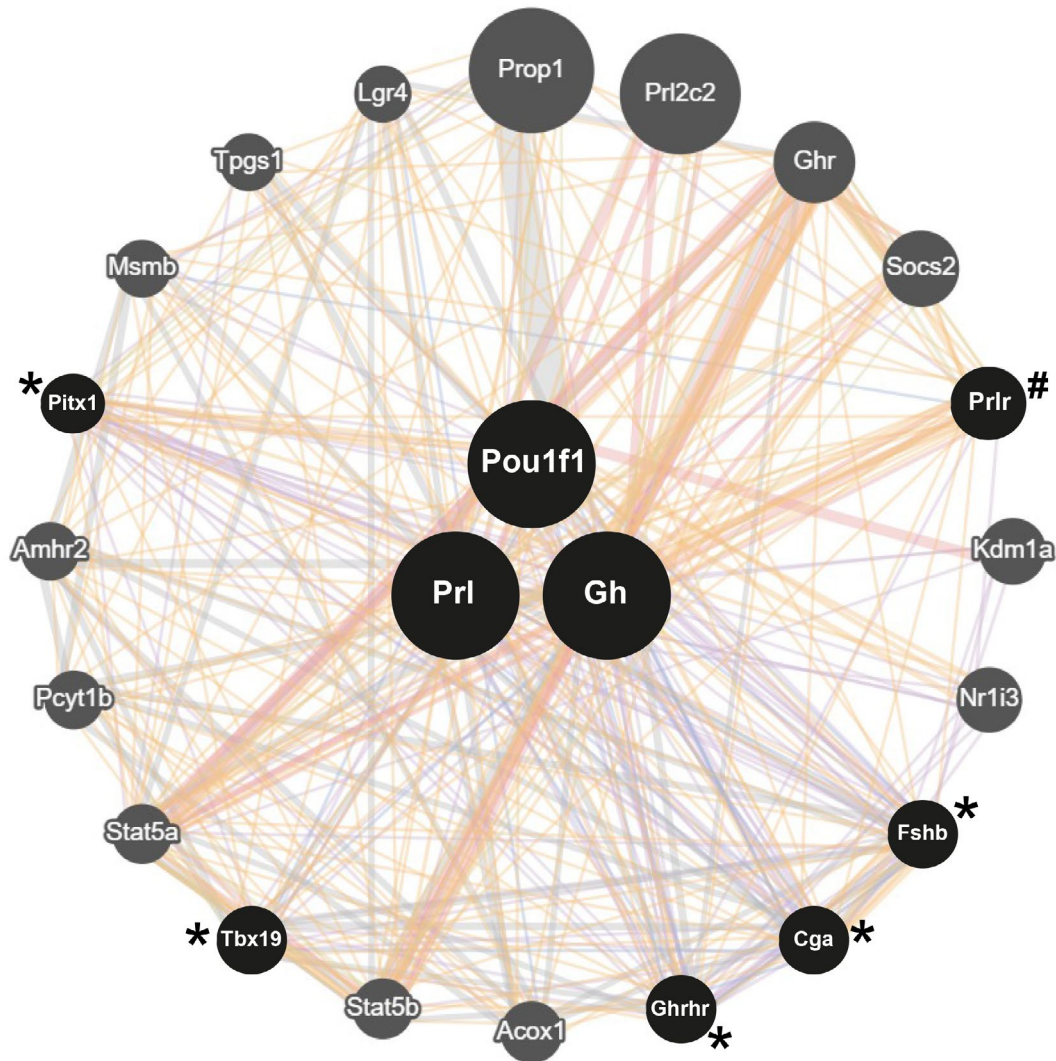 Prop1
Prl2c2
Lgr4
Ghr
Tpgs1
Socs2
Msmb
* Pitx1
Prlr #
Pou1f1
Amhr2
Kdm1a
Prl
Gh
Pcyt1b
Nr1i3
Stat5a
Fshb *
* Tbx19
Cga *
Stat5b
Ghrhr *
Acox1